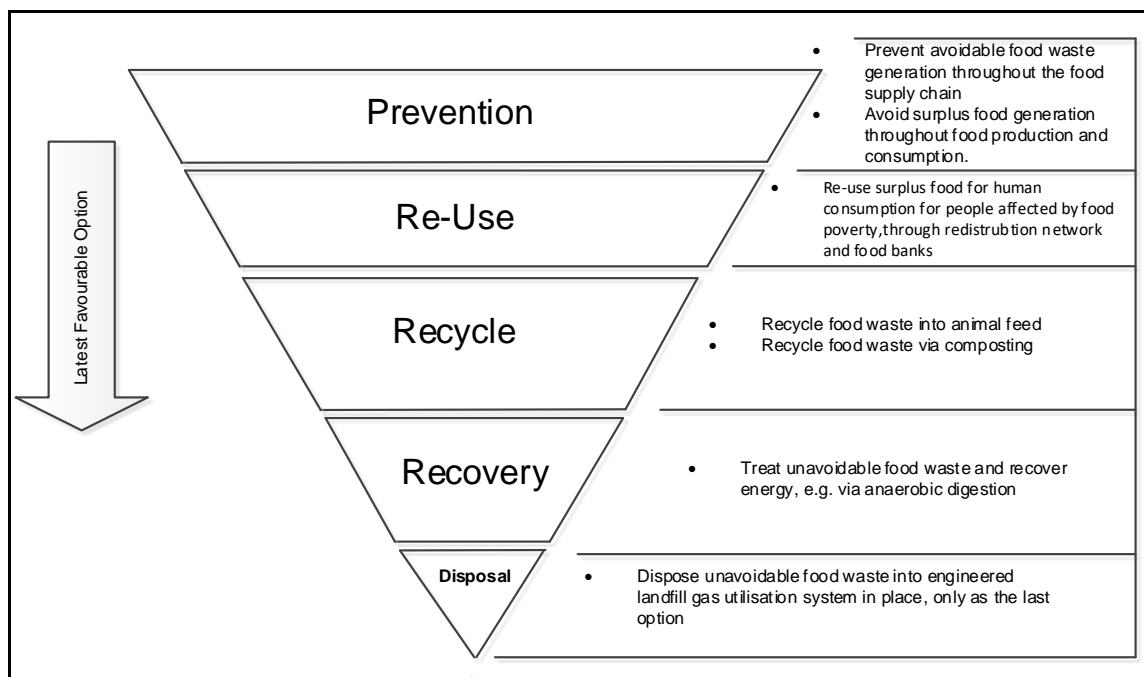 Prevention
• Prevent avoidable food waste
generation throughout the food
supply chain
• Avoid surplus food generation
throughout food production and
consumption.
Latest Favourable Option
Re-Use
• Re-use surplus food for human
consumption for people affected by food
poverty,through redistrubtion network
and food banks
Recycle
• Recycle food waste into animal feed
• Recycle food waste via composting
Recovery
• Treat unavoidable food waste and recover
energy, e.g. via anaerobic digestion
Disposal
• Dispose unavoidable food waste into engineered
landfill gas utilisation system in place, only as the last
option